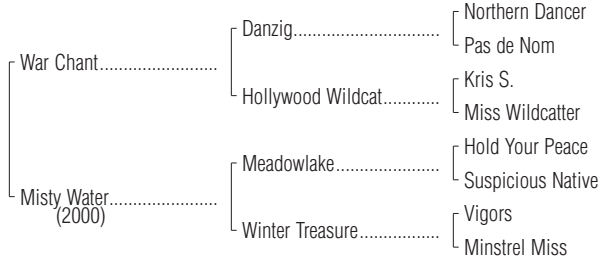 Northern Dancer
Danzig................................
Pas de Nom
War Chant..........................
Kris S.
Hollywood Wildcat............
Miss Wildcatter
Hold Your Peace
Meadowlake.......................
Suspicious Native
Misty Water........................
(2000)
Vigors
Winter Treasure.................
Minstrel Miss